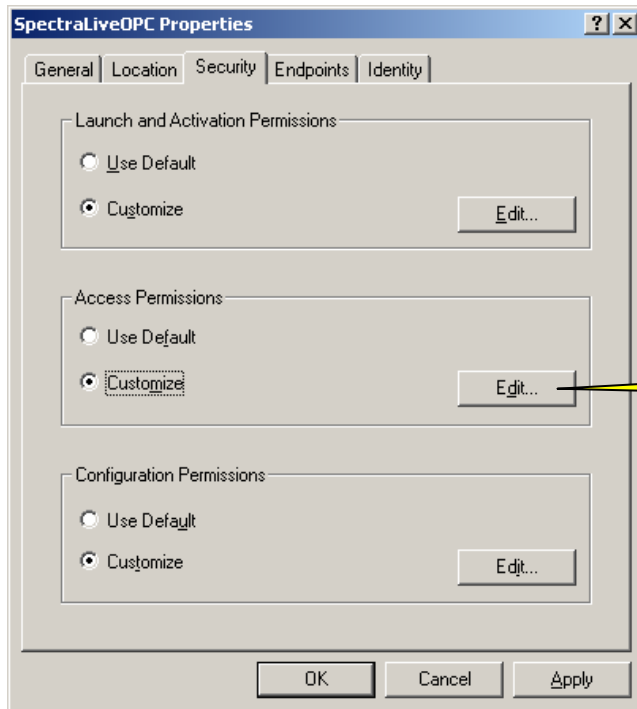 SpectraLiveOPC Properties
General Location Security Endpoints Identity
Launch and Activation Permissions
Use Default
Customize Edit...
Access Permissions
Use Default
Customize Edit...
Configuration Permissions
Use Default
Customize Edit...
OK Cancel Apply